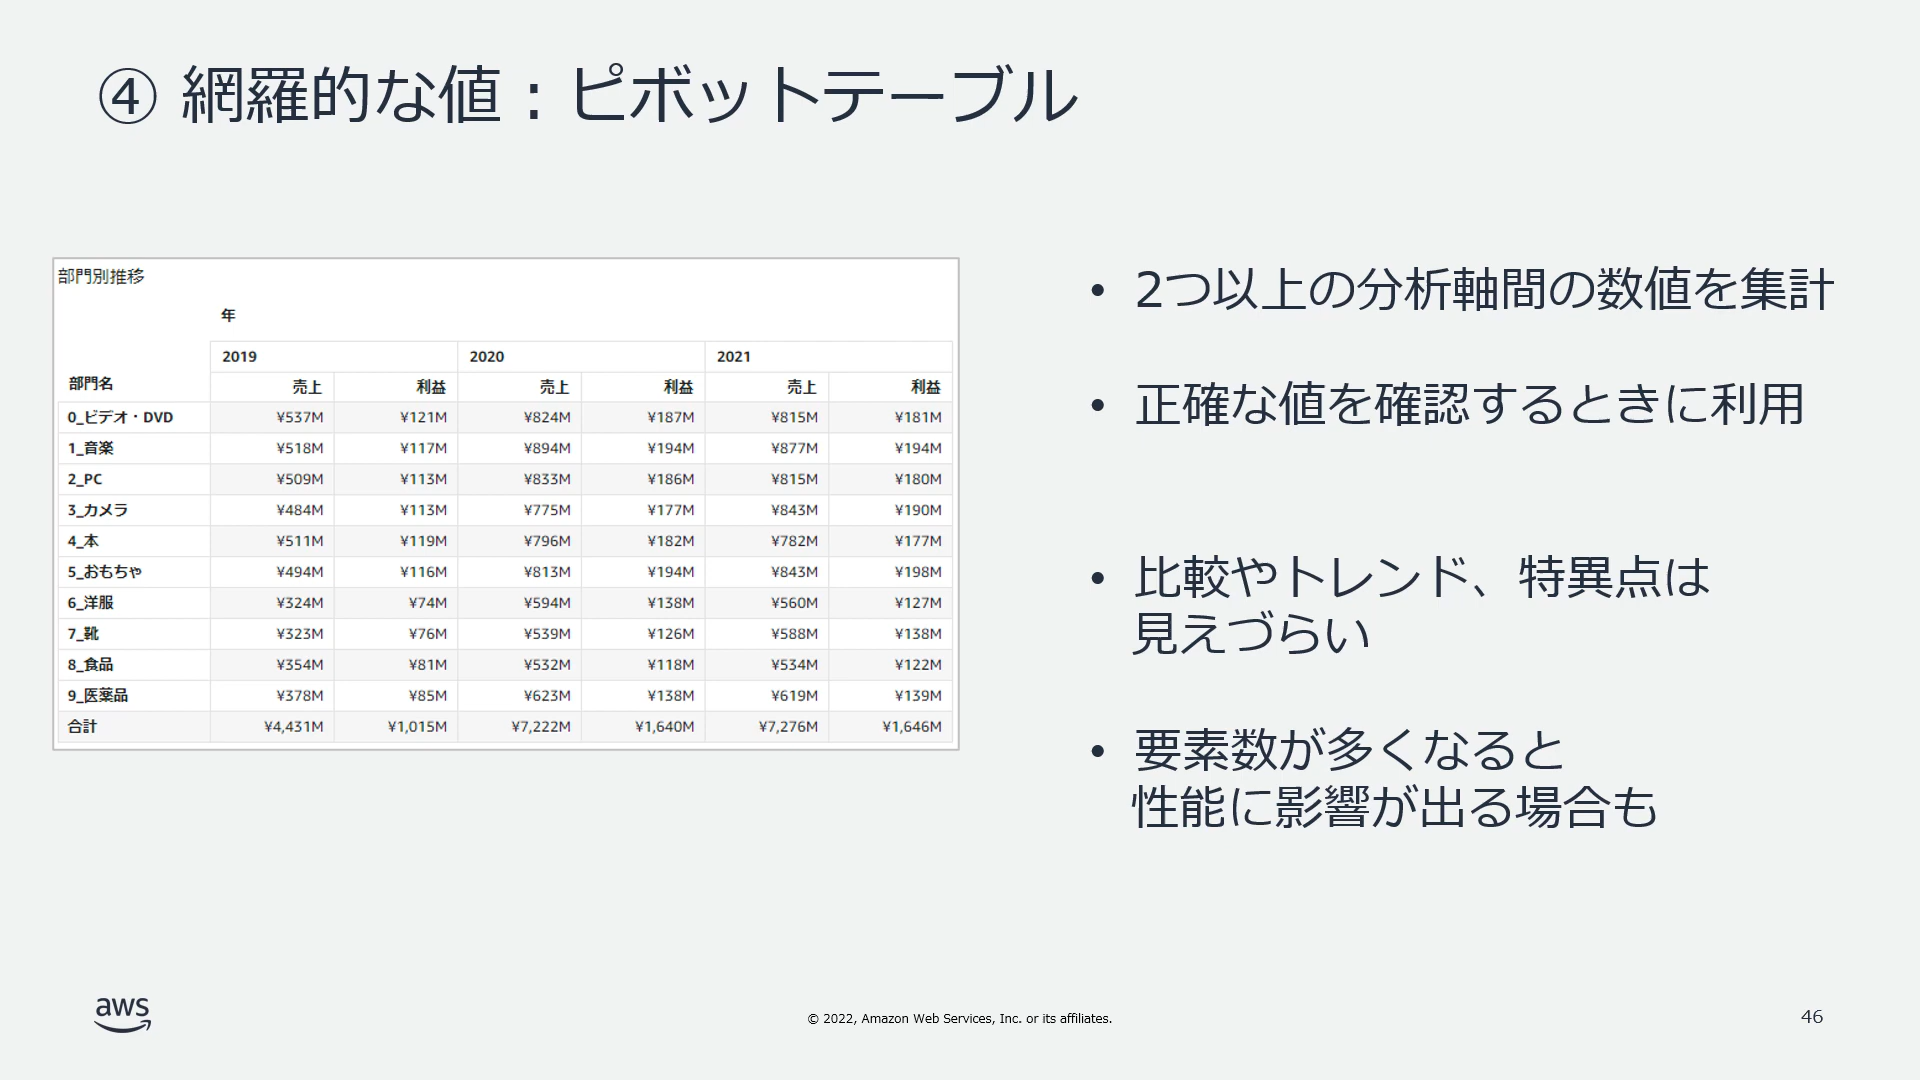 ④ 網羅的な値：ピボットテーブル
部門別推移
年
2019 2020 2021
部門名 売上 利益 売上 利益 売上 利益
0_ビデオ・DVD ¥537M ¥121M ¥824M ¥187M ¥815M ¥181M
1_音楽 ¥518M ¥117M ¥894M ¥194M ¥877M ¥194M
2_PC ¥509M ¥113M ¥833M ¥186M ¥815M ¥180M
3_カメラ ¥484M ¥113M ¥775M ¥177M ¥843M ¥190M
4_本 ¥511M ¥119M ¥796M ¥182M ¥782M ¥177M
5_おもちゃ ¥494M ¥116M ¥813M ¥194M ¥843M ¥198M
6_洋服 ¥324M ¥74M ¥594M ¥138M ¥560M ¥127M
7_靴 ¥323M ¥76M ¥539M ¥126M ¥588M ¥138M
8_食品 ¥354M ¥81M ¥532M ¥118M ¥534M ¥122M
9_医薬品 ¥378M ¥85M ¥623M ¥138M ¥619M ¥139M
合計 ¥4,431M ¥1,015M ¥7,222M ¥1,640M ¥7,276M ¥1,646M
• 2つ以上の分析軸間の数値を集計
• 正確な値を確認するときに利用
• 比較やトレンド、特異点は
見えづらい
• 要素数が多くなると
性能に影響が出る場合も
aws
© 2022, Amazon Web Services, Inc. or its affiliates.
46